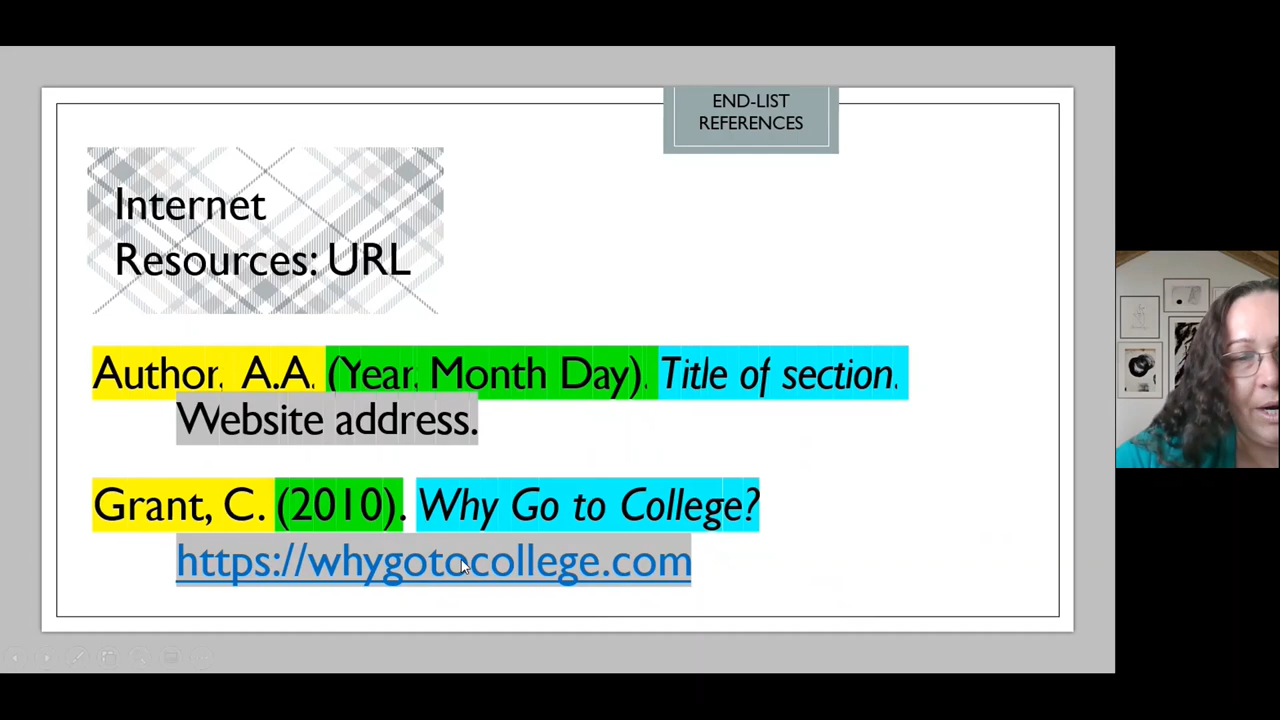 END-LIST
REFERENCES
Internet
Resources: URL
Author, A.A. (Year, Month Day). Title of section.
Website address.
Grant, C. (2010). Why Go to College?
https://whygotocollege.com